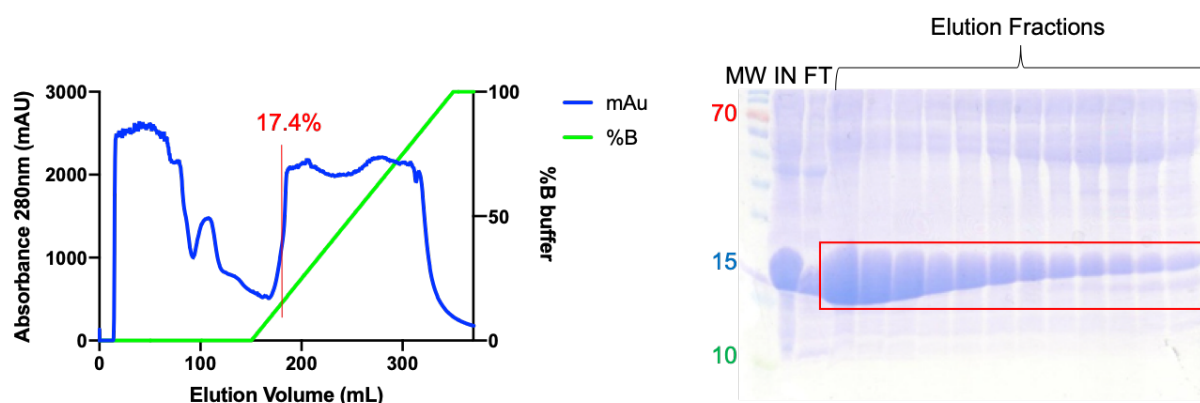 3000
2000
1000
0
Absorbance 280nm (mAU)
0
100
200
300
Elution Volume (mL)
17.4%
100
50
0
%B buffer
mAu
%B
Elution Fractions
MW IN FT
70
15
10